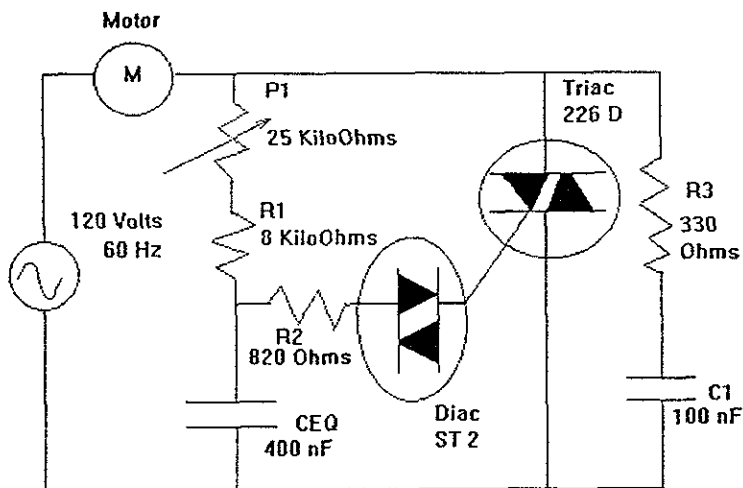 Motor
M
P1
25 KiloOhms
Triac
226 D
R1
8 KiloOhms
120 Volts
60 Hz
R3
330
Ohms
R2
820 Ohms
CEQ
400 nF
Diac
ST 2
C1
100 nF